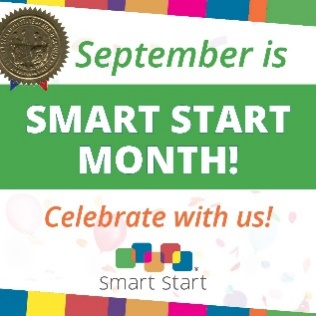 September is
SMART START
MONTH!
Celebrate with us!
Smart Start